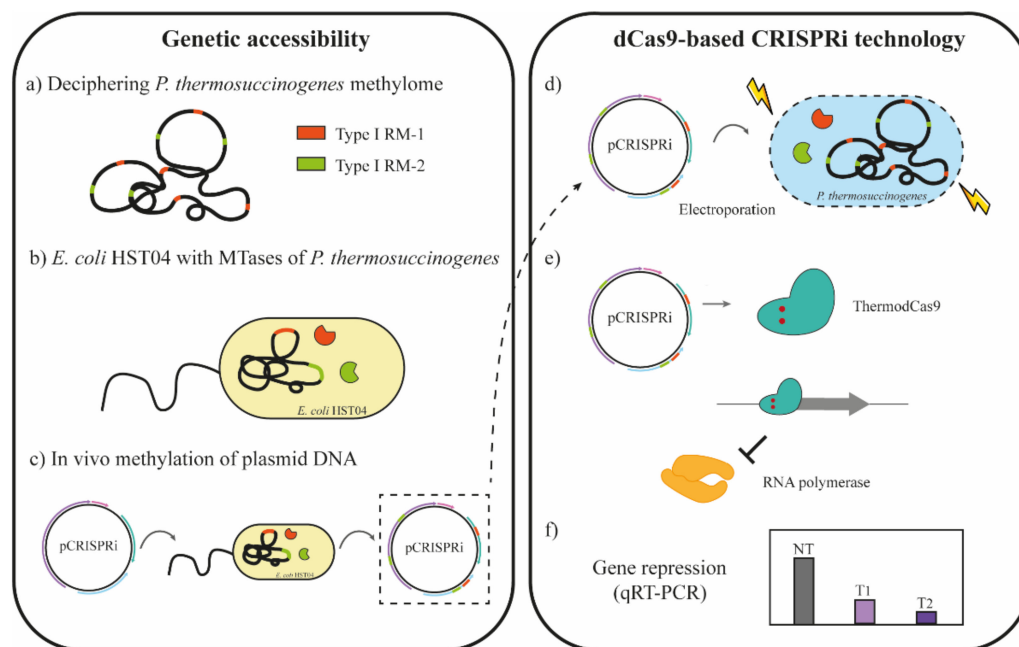 Genetic accessibility
a) Deciphering P. thermosuccinogenes methylome
Type I RM-1
Type I RM-2
b) E. coli HST04 with MTases of P. thermosuccinogenes
E. coli HST04
c) In vivo methylation of plasmid DNA
pCRISPRi
E. coli HST04
pCRISPRi
dCas9-based CRISPRi technology
d)
pCRISPRi
Electroporation
P. thermosuccinogenes
e)
pCRISPRi
ThermodCas9
RNA polymerase
f)
Gene repression
(qRT-PCR)
NT
T1
T2